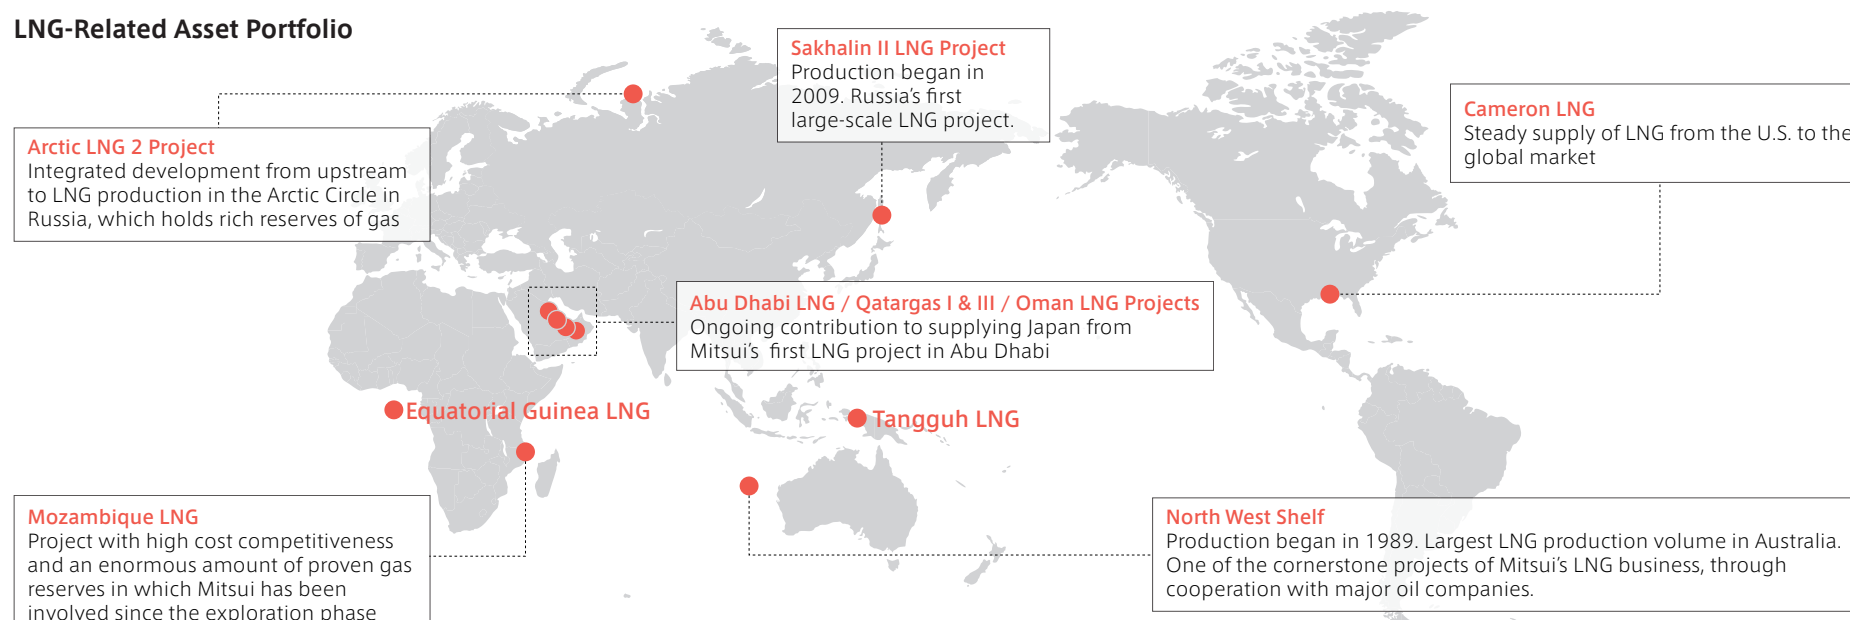 LNG-Related Asset Portfolio
Sakhalin II LNG Project
Production began in
2009. Russia’s first
large-scale LNG project.
Cameron LNG
Steady supply of LNG from the U.S. to the
global market
Arctic LNG 2 Project
Integrated development from upstream
to LNG production in the Arctic Circle in
Russia, which holds rich reserves of gas
Abu Dhabi LNG / Qatargas I & III / Oman LNG Projects
Ongoing contribution to supplying Japan from
Mitsui’s first LNG project in Abu Dhabi
Equatorial Guinea LNG
Tangguh LNG
Mozambique LNG
Project with high cost competitiveness
and an enormous amount of proven gas
reserves in which Mitsui has been
involved since the exploration phase
North West Shelf
Production began in 1989. Largest LNG production volume in Australia.
One of the cornerstone projects of Mitsui’s LNG business, through
cooperation with major oil companies.